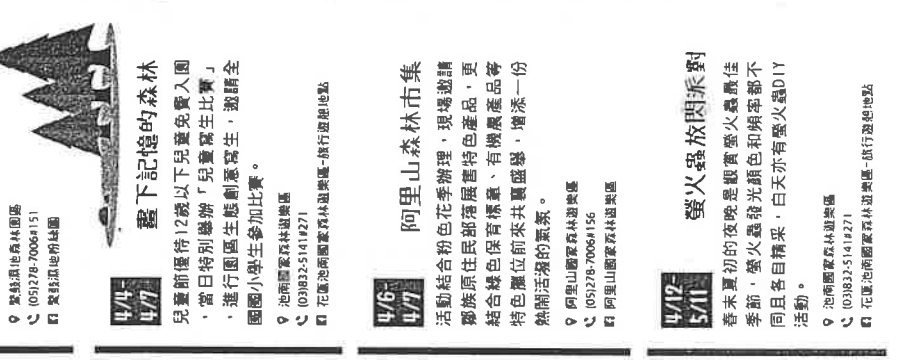 鰲鼓濕地森林園區
(05)278-7006#151
鰲鼓濕地粉絲團
4/4-
4/7
畫下記憶的森林
兒童節優待12歲以下兒童免費入園
,當日特別舉辦「兒童寫生比賽」
,進行園區生態創意寫生,邀請全
國國小學生參加比賽。
池南國家森林遊樂區
(03)832-5141#271
花蓮池南國家森林遊樂區-旅行遊憩地點
4/6-
4/7
阿里山森林市集
活動結合粉色花季辦理,現場邀請
鄒族原住民部落展售特色產品,更
結合綠色保育標章、有機農產品等
特色攤位前來共襄盛舉,增添一份
熱鬧活潑的氣氛。
阿里山國家森林遊樂區
(05)278-7006#156
阿里山國家森林遊樂區
4/12-
5/11
螢火蟲放閃派對
春末夏初的夜晚是觀賞螢火蟲最佳
季節,螢火蟲發光顏色和頻率都不
同且各自精采,白天亦有螢火蟲DIY
活動。
池南國家森林遊樂區
(03)832-5141#271
花蓮池南國家森林遊樂區-旅行遊憩地點